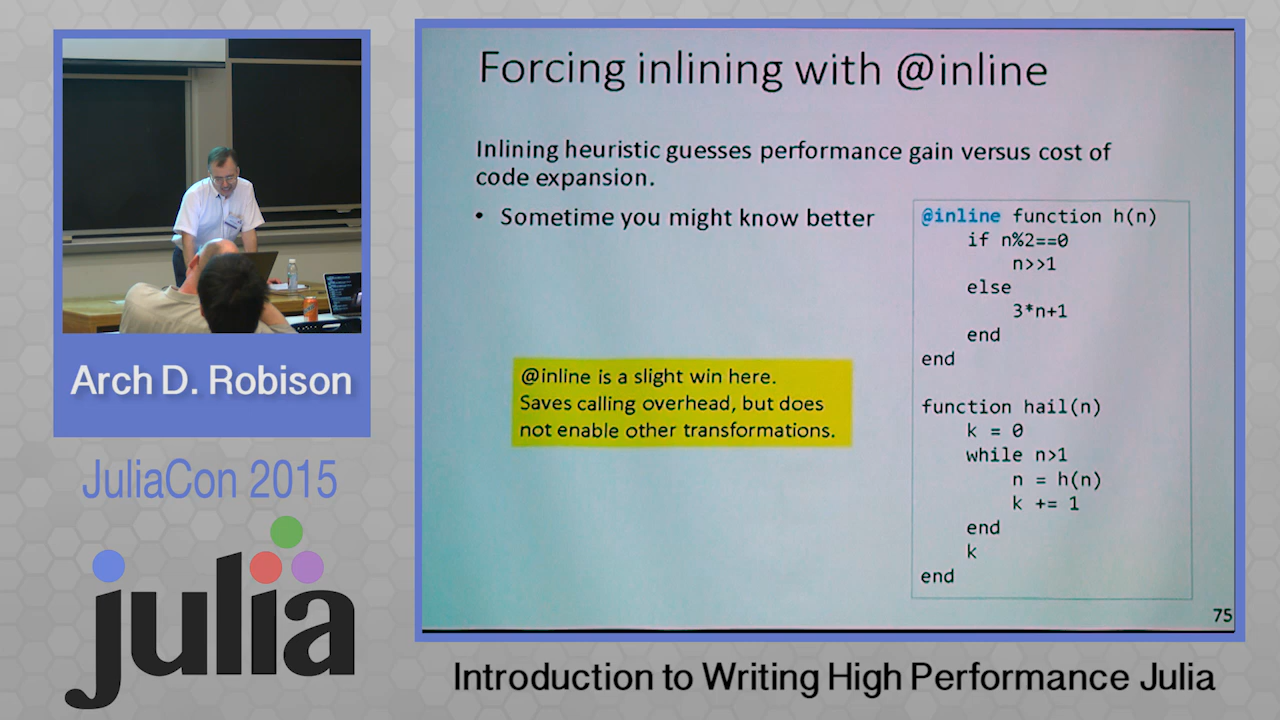 Forcing inlining with @inline
Inlining heuristic guesses performance gain versus cost of
code expansion.
• Sometime you might know better
@inline is a slight win here.
Saves calling overhead, but does
not enable other transformations.
@inline function h(n)
if n%2==0
n>>1
else
3*n+1
end
end
function hail(n)
k = 0
while n>1
n = h(n)
k += 1
end
k
end
75
Arch D. Robison
JuliaCon 2015
julia
Introduction to Writing High Performance Julia